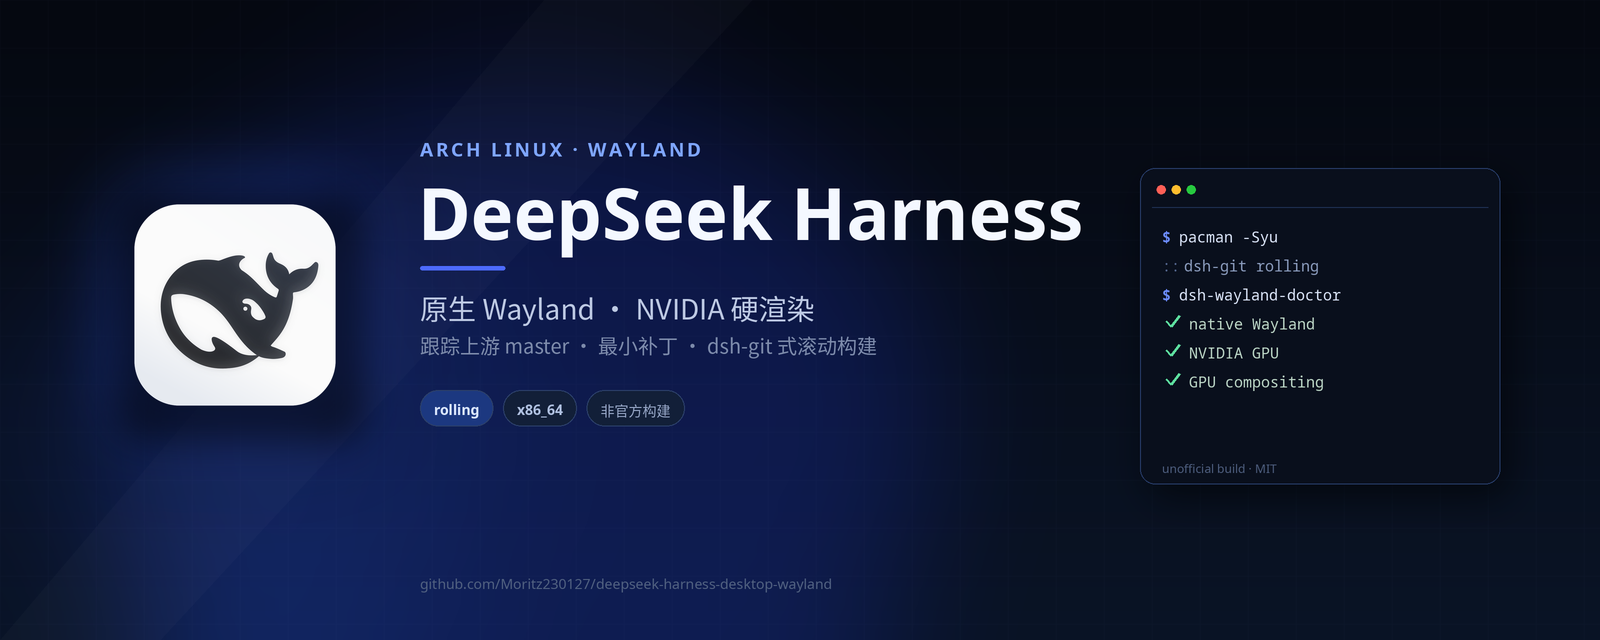 ARCH LINUX · WAYLAND
DeepSeek Harness
原生 Wayland · NVIDIA 硬渲染
跟踪上游 master · 最小补丁 · dsh-git 式滚动构建
rolling
x86_64
非官方构建
github.com/Moritz230127/deepseek-harness-desktop-wayland
$ pacman -Syu
:: dsh-git rolling
$ dsh-wayland-doctor
✓ native Wayland
✓ NVIDIA GPU
✓ GPU compositing
unofficial build · MIT